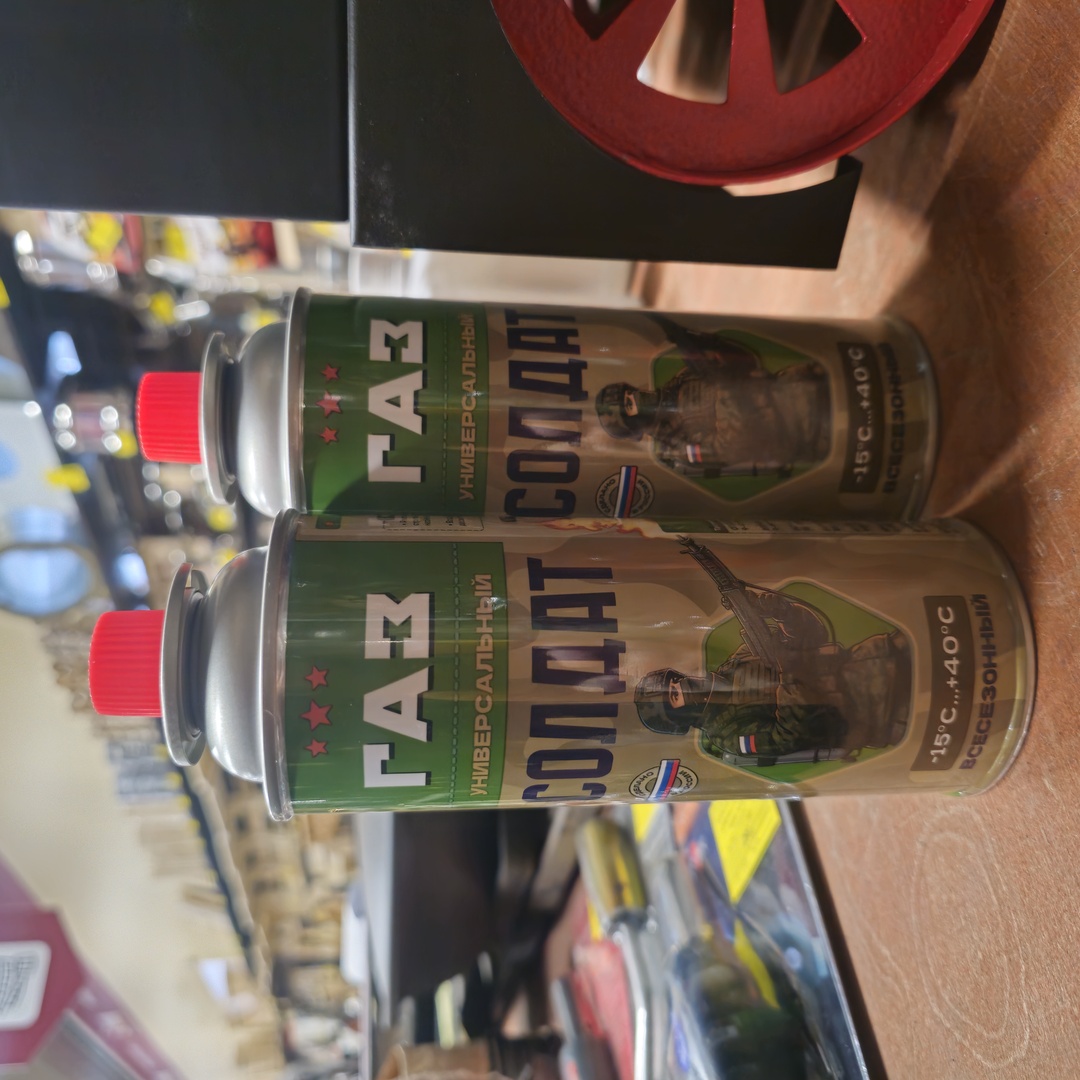 ГАЗ
УНИВЕРСАЛЬНЫЙ
СОЛДАТ
-15°C...+40°C
ВСЕСЕЗОННЫЙ
ГАЗ
УНИВЕРСАЛЬНЫЙ
СОЛДАТ
-15°C...+40°C
ВСЕСЕЗОННЫЙ